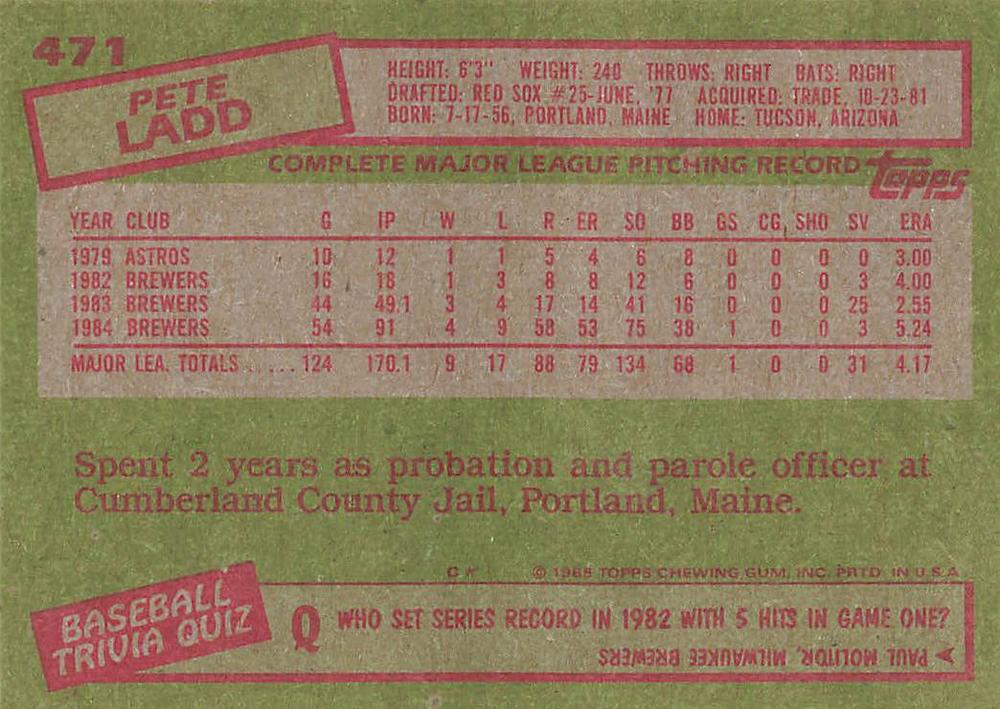 471
PETE
LADD
HEIGHT: 6'3" WEIGHT: 240 THROWS: RIGHT BATS: RIGHT
DRAFTED: RED SOX #25-JUNE, '77 ACQUIRED: TRADE, 10-23-81
BORN: 7-17-56, PORTLAND, MAINE HOME: TUCSON, ARIZONA
COMPLETE MAJOR LEAGUE PITCHING RECORD topps
YEAR CLUB G IP W L R ER SO BB GS CG SHO SV ERA
1979 ASTROS 10 12 1 1 5 4 6 8 0 0 0 0 3.00
1982 BREWERS 16 18 1 3 8 8 12 6 0 0 0 3 4.00
1983 BREWERS 44 49.1 3 4 17 14 41 16 0 0 0 25 2.55
1984 BREWERS 54 91 4 9 58 53 75 38 1 0 0 3 5.24
MAJOR LEA. TOTALS ..... 124 170.1 9 17 88 79 134 68 1 0 0 31 4.17
Spent 2 years as probation and parole officer at
Cumberland County Jail, Portland, Maine.
C* © 1985 TOPPS CHEWING GUM, INC. PRTD. IN U.S.A.
BASEBALL
TRIVIA QUIZ
Q WHO SET SERIES RECORD IN 1982 WITH 5 HITS IN GAME ONE?
PAUL MOLITOR, MILWAUKEE BREWERS